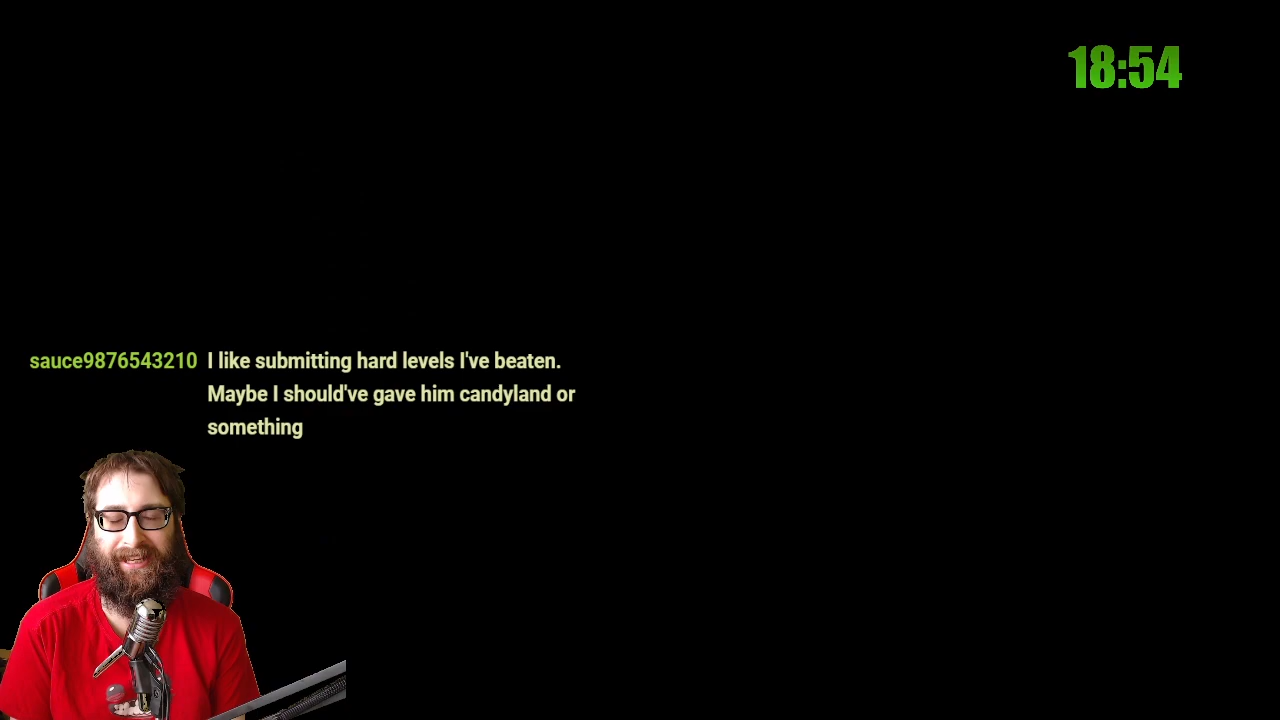 18:54
sauce9876543210 I like submitting hard levels I've beaten.
Maybe I should've gave him candyland or
something